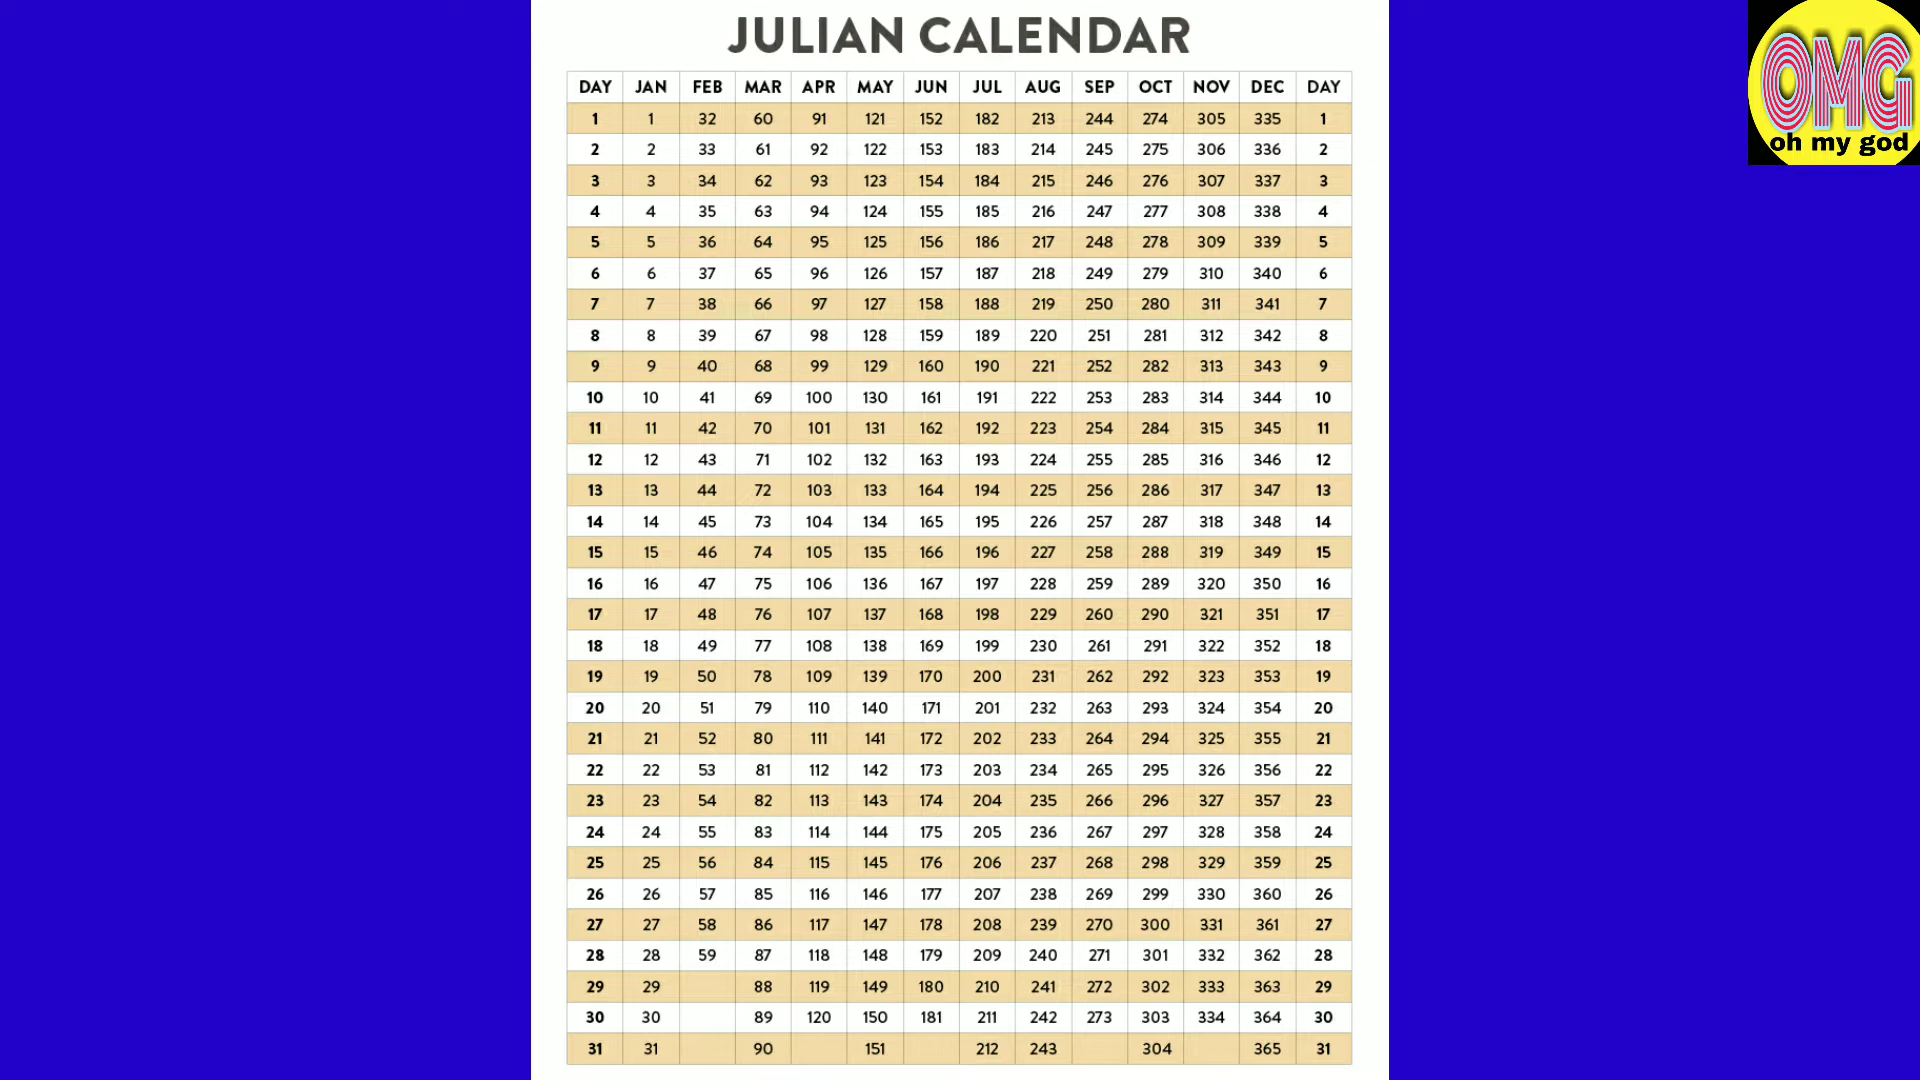 JULIAN CALENDAR
DAY JAN FEB MAR APR MAY JUN JUL AUG SEP OCT NOV DEC DAY
1 1 32 60 91 121 152 182 213 244 274 305 335 1
2 2 33 61 92 122 153 183 214 245 275 306 336 2
3 3 34 62 93 123 154 184 215 246 276 307 337 3
4 4 35 63 94 124 155 185 216 247 277 308 338 4
5 5 36 64 95 125 156 186 217 248 278 309 339 5
6 6 37 65 96 126 157 187 218 249 279 310 340 6
7 7 38 66 97 127 158 188 219 250 280 311 341 7
8 8 39 67 98 128 159 189 220 251 281 312 342 8
9 9 40 68 99 129 160 190 221 252 282 313 343 9
10 10 41 69 100 130 161 191 222 253 283 314 344 10
11 11 42 70 101 131 162 192 223 254 284 315 345 11
12 12 43 71 102 132 163 193 224 255 285 316 346 12
13 13 44 72 103 133 164 194 225 256 286 317 347 13
14 14 45 73 104 134 165 195 226 257 287 318 348 14
15 15 46 74 105 135 166 196 227 258 288 319 349 15
16 16 47 75 106 136 167 197 228 259 289 320 350 16
17 17 48 76 107 137 168 198 229 260 290 321 351 17
18 18 49 77 108 138 169 199 230 261 291 322 352 18
19 19 50 78 109 139 170 200 231 262 292 323 353 19
20 20 51 79 110 140 171 201 232 263 293 324 354 20
21 21 52 80 111 141 172 202 233 264 294 325 355 21
22 22 53 81 112 142 173 203 234 265 295 326 356 22
23 23 54 82 113 143 174 204 235 266 296 327 357 23
24 24 55 83 114 144 175 205 236 267 297 328 358 24
25 25 56 84 115 145 176 206 237 268 298 329 359 25
26 26 57 85 116 146 177 207 238 269 299 330 360 26
27 27 58 86 117 147 178 208 239 270 300 331 361 27
28 28 59 87 118 148 179 209 240 271 301 332 362 28
29 29 88 119 149 180 210 241 272 302 333 363 29
30 30 89 120 150 181 211 242 273 303 334 364 30
31 31 90 151 212 243 304 365 31
OMG
oh my god